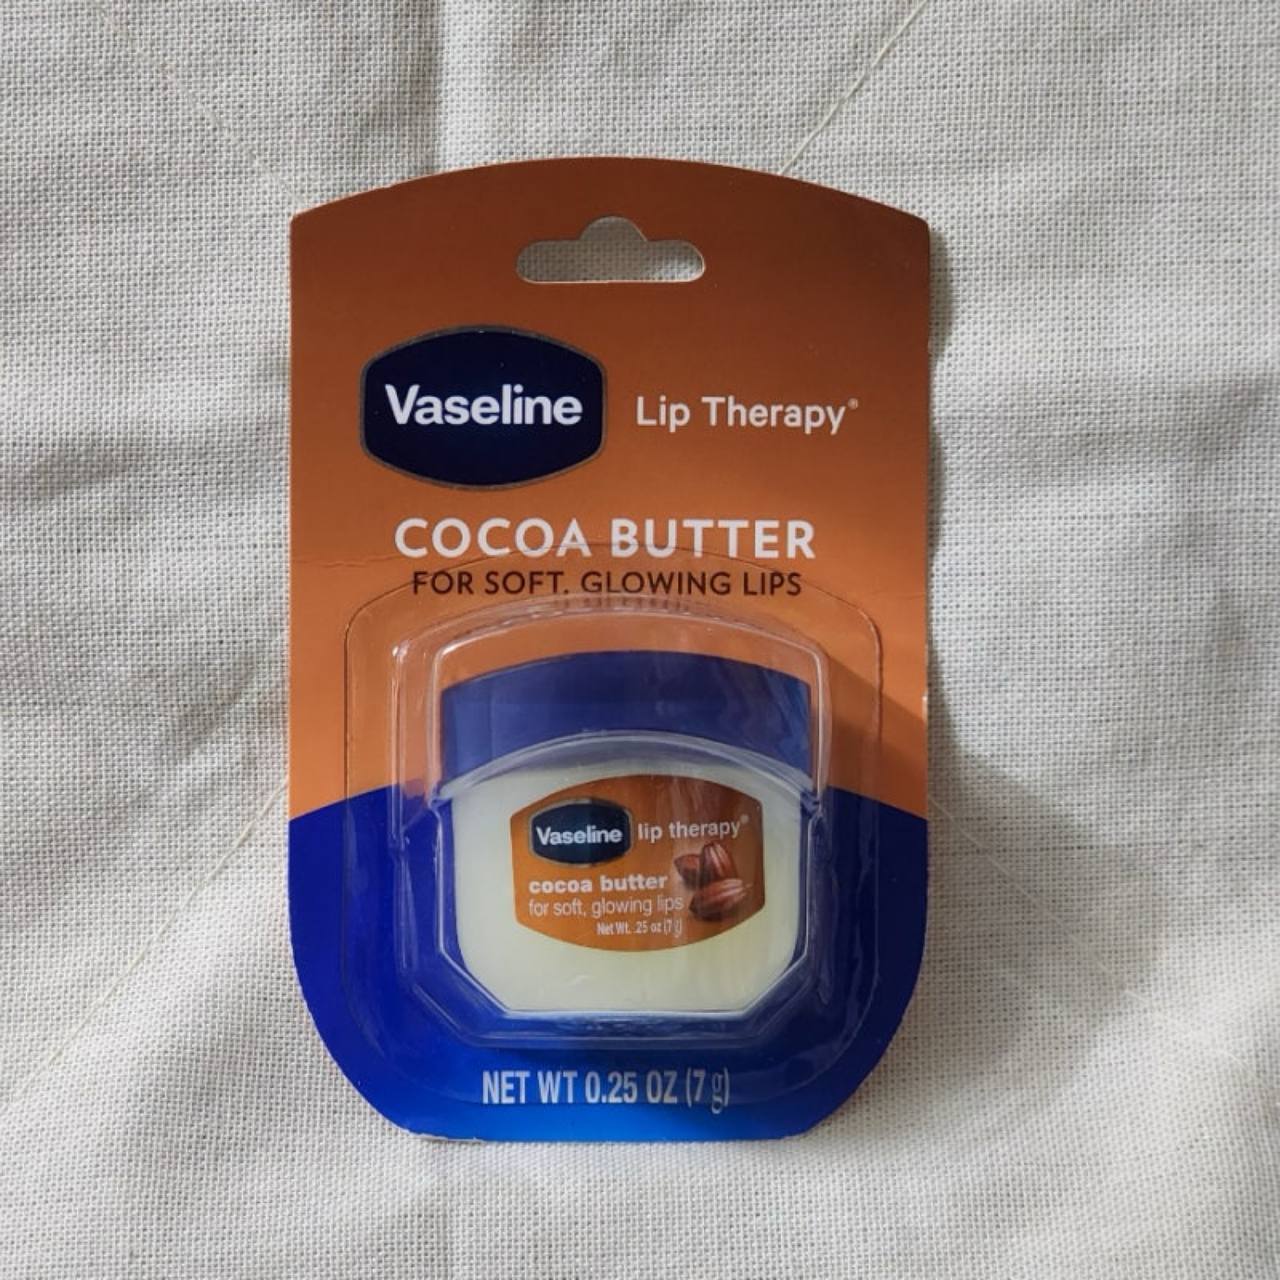 Vaseline Lip Therapy®
COCOA BUTTER
FOR SOFT, GLOWING LIPS
Vaseline lip therapy®
cocoa butter
for soft, glowing lips
Net Wt. .25 oz (7 g)
NET WT 0.25 OZ (7 g)